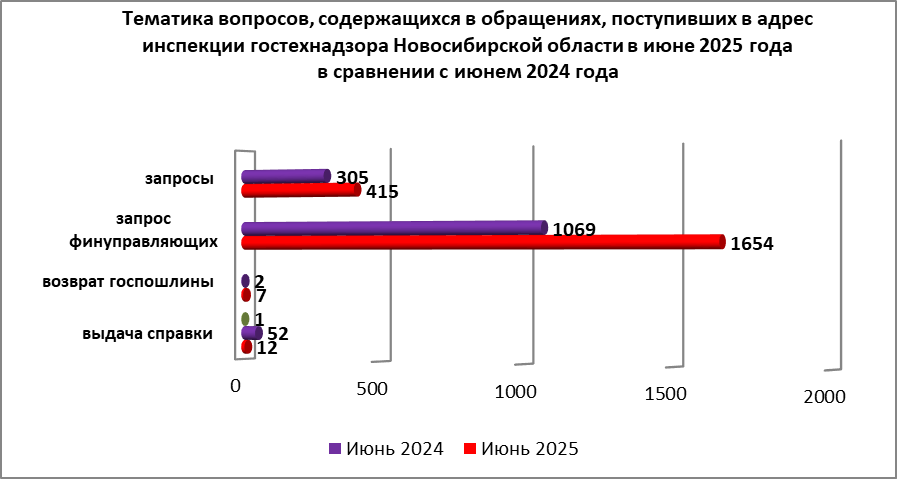 Тематика вопросов, содержащихся в обращениях, поступивших в адрес
инспекции гостехнадзора Новосибирской области в июне 2025 года
в сравнении с июнем 2024 года
запросы
305
415
запрос
финуправляющих
1069
1654
возврат госпошлины
2
7
1
выдача справки
52
12
0
500
1000
1500
2000
Июнь 2024
Июнь 2025